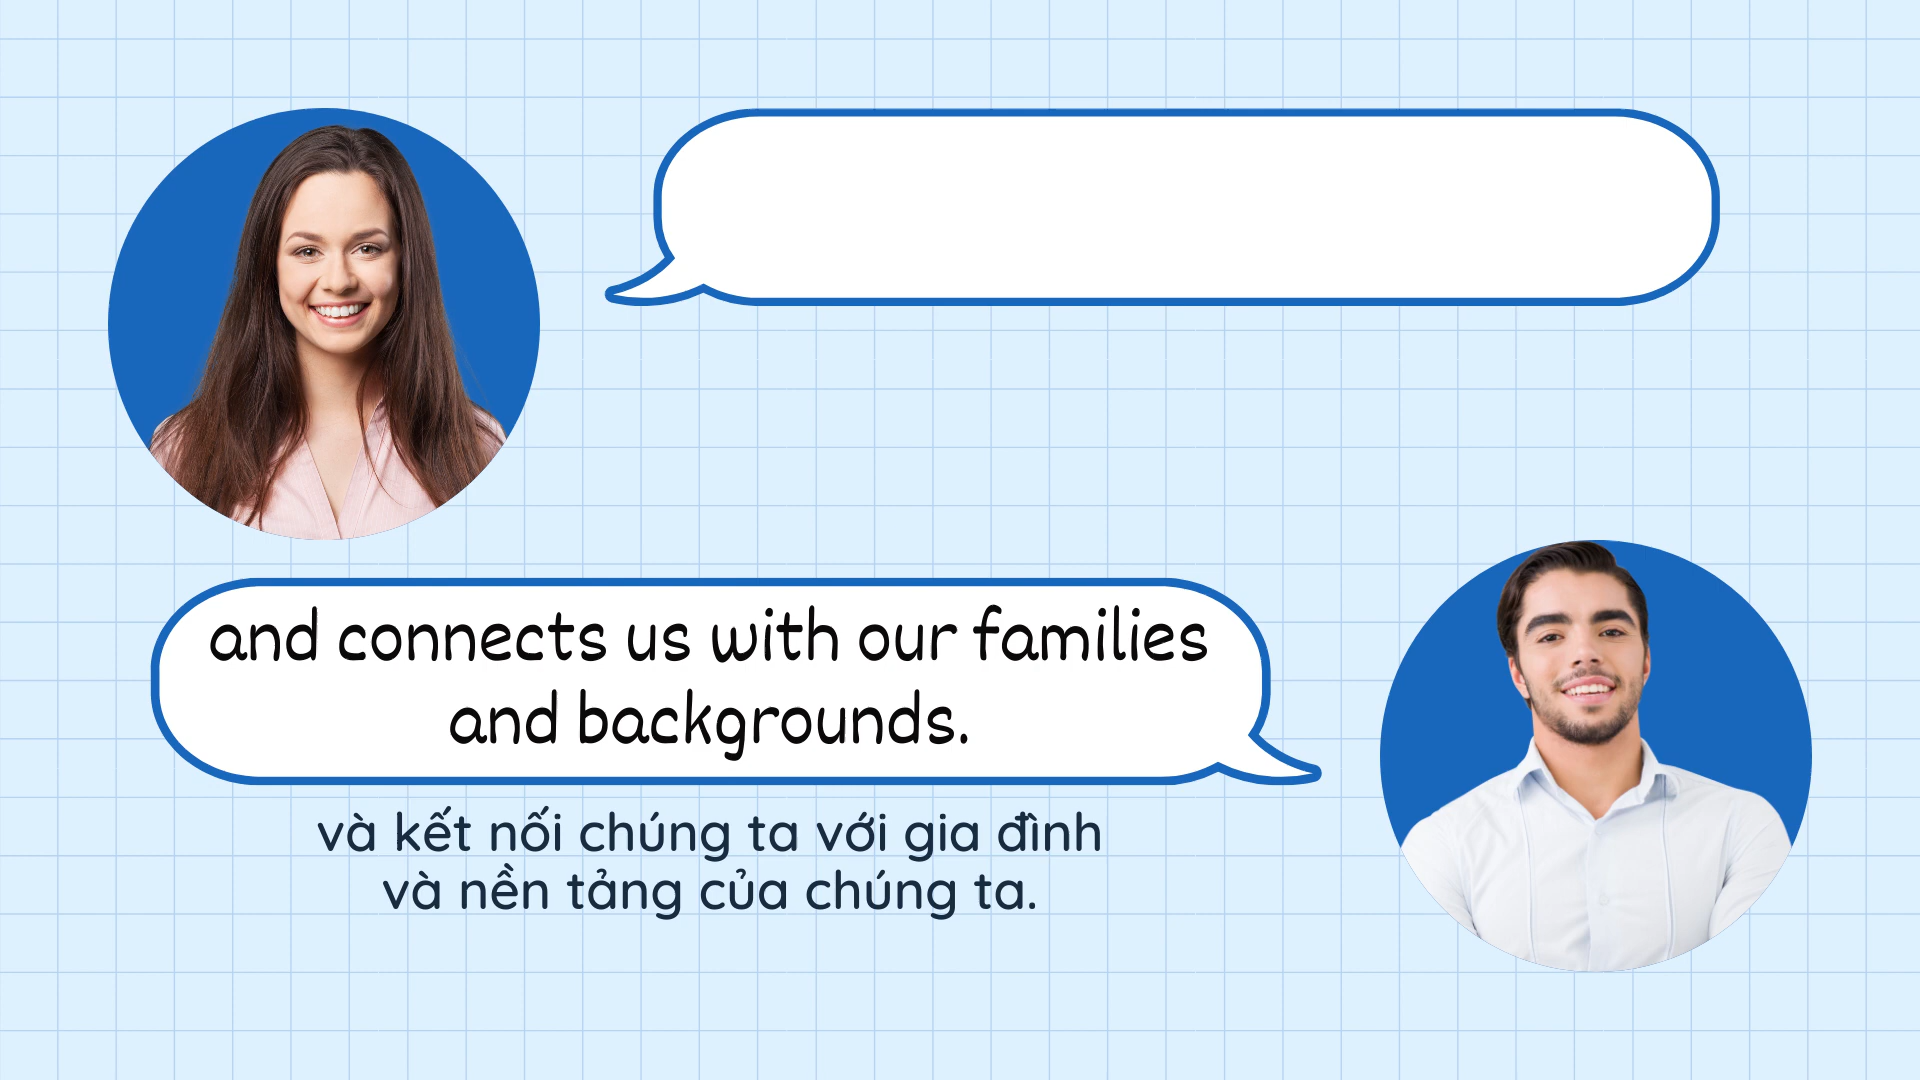 and connects us with our families
and backgrounds.
và kết nối chúng ta với gia đình
và nền tảng của chúng ta.